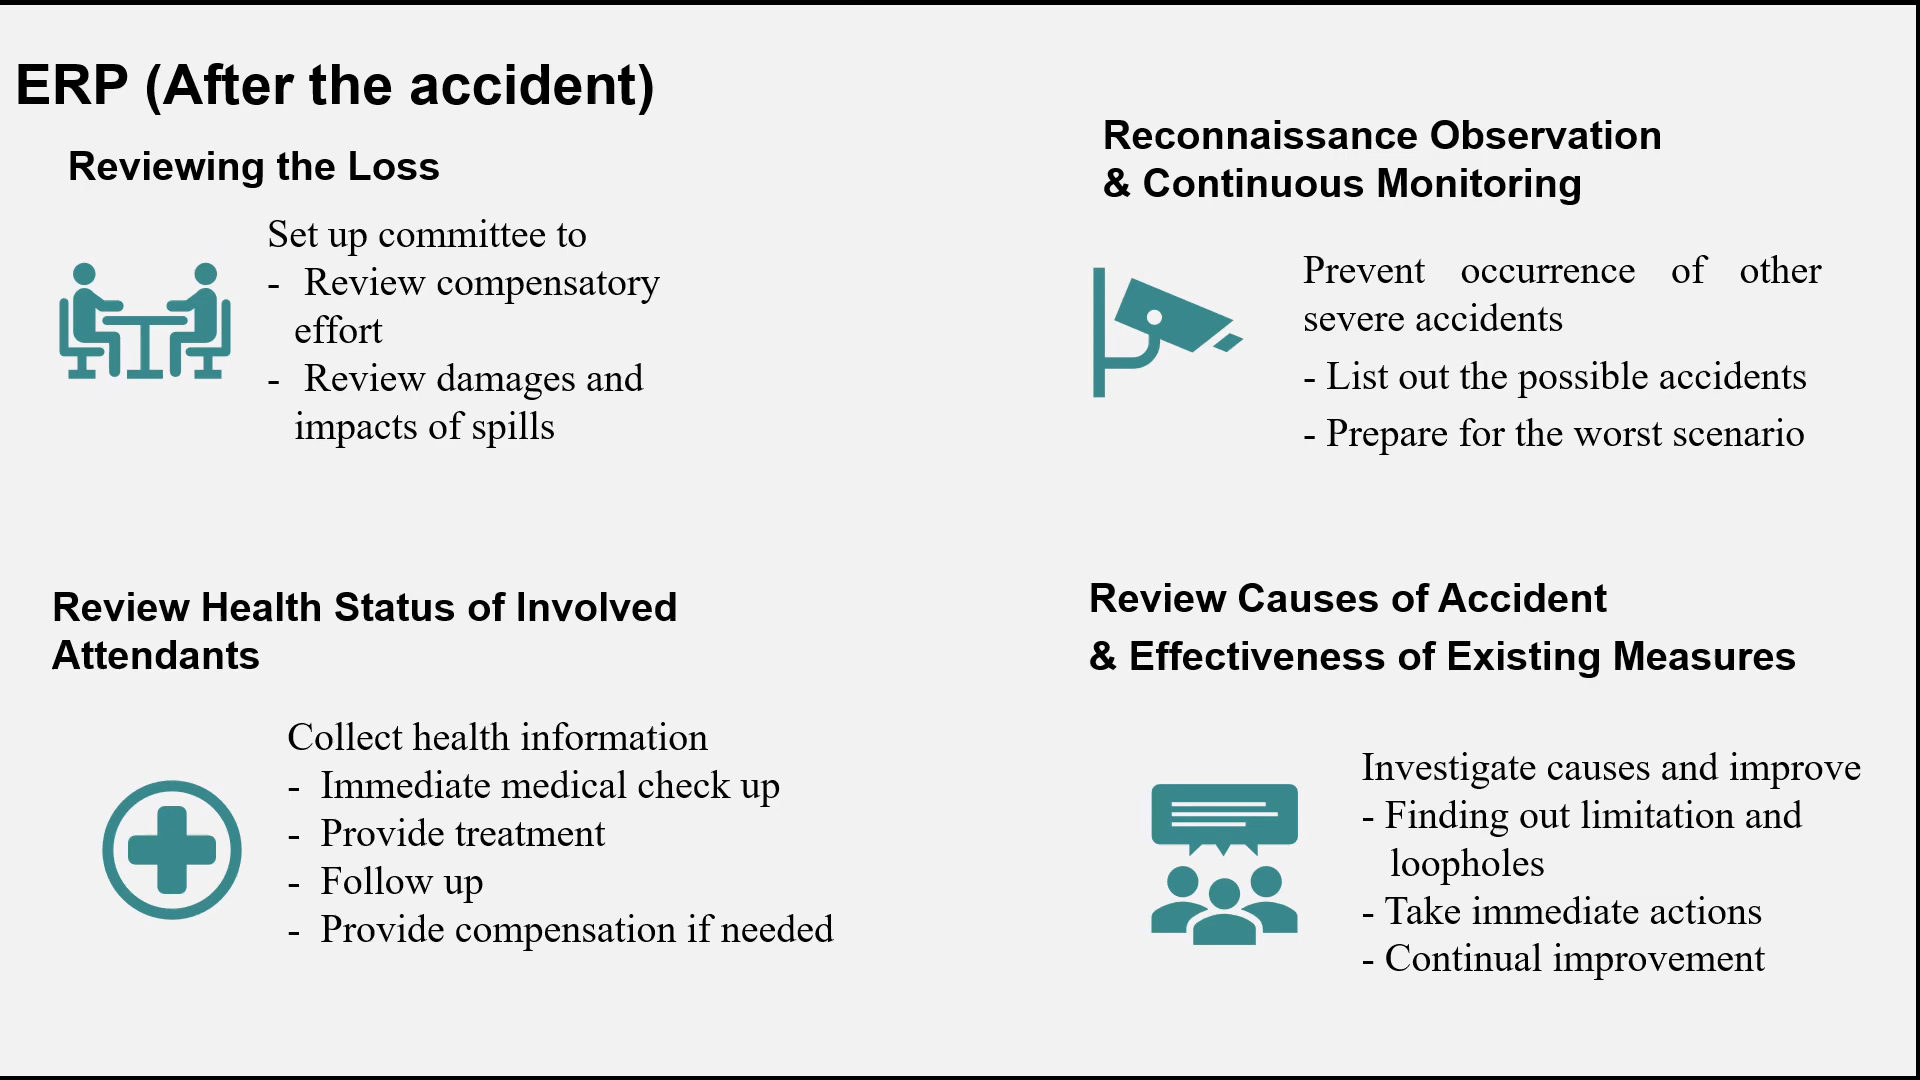 ERP (After the accident)
Reviewing the Loss
Set up committee to
- Review compensatory
effort
- Review damages and
impacts of spills
Reconnaissance Observation
& Continuous Monitoring
Prevent occurrence of other
severe accidents
- List out the possible accidents
- Prepare for the worst scenario
Review Health Status of Involved
Attendants
Collect health information
- Immediate medical check up
- Provide treatment
- Follow up
- Provide compensation if needed
Review Causes of Accident
& Effectiveness of Existing Measures
Investigate causes and improve
- Finding out limitation and
loopholes
- Take immediate actions
- Continual improvement